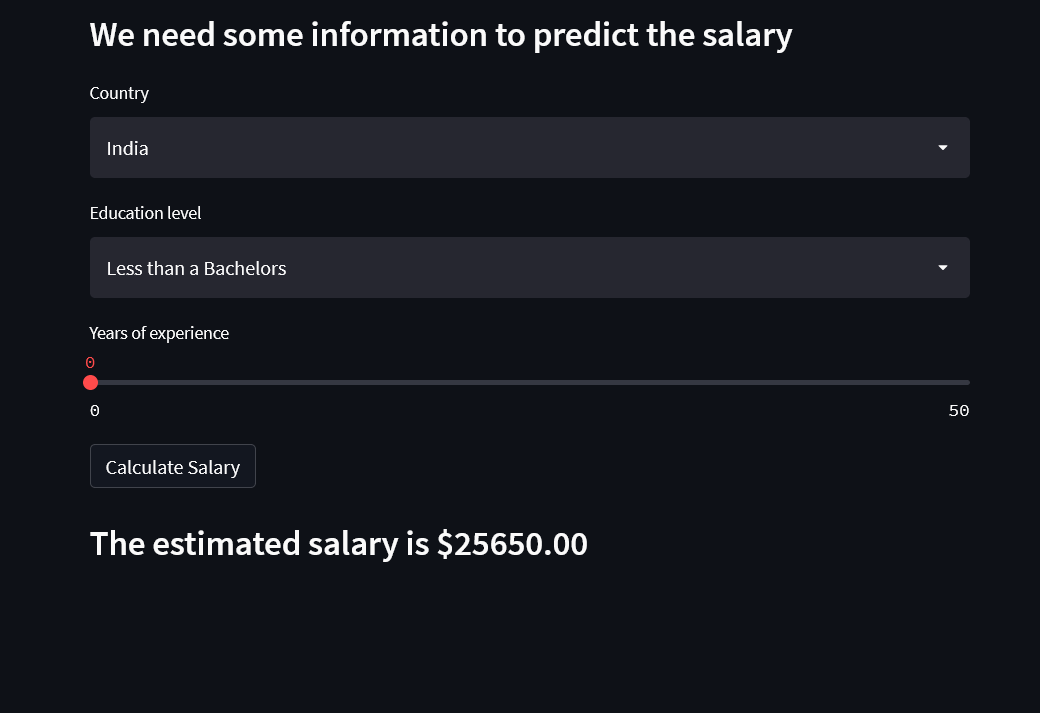 We need some information to predict the salary
Country
India
Education level
Less than a Bachelors
Years of experience
0
0 50
Calculate Salary
The estimated salary is $25650.00